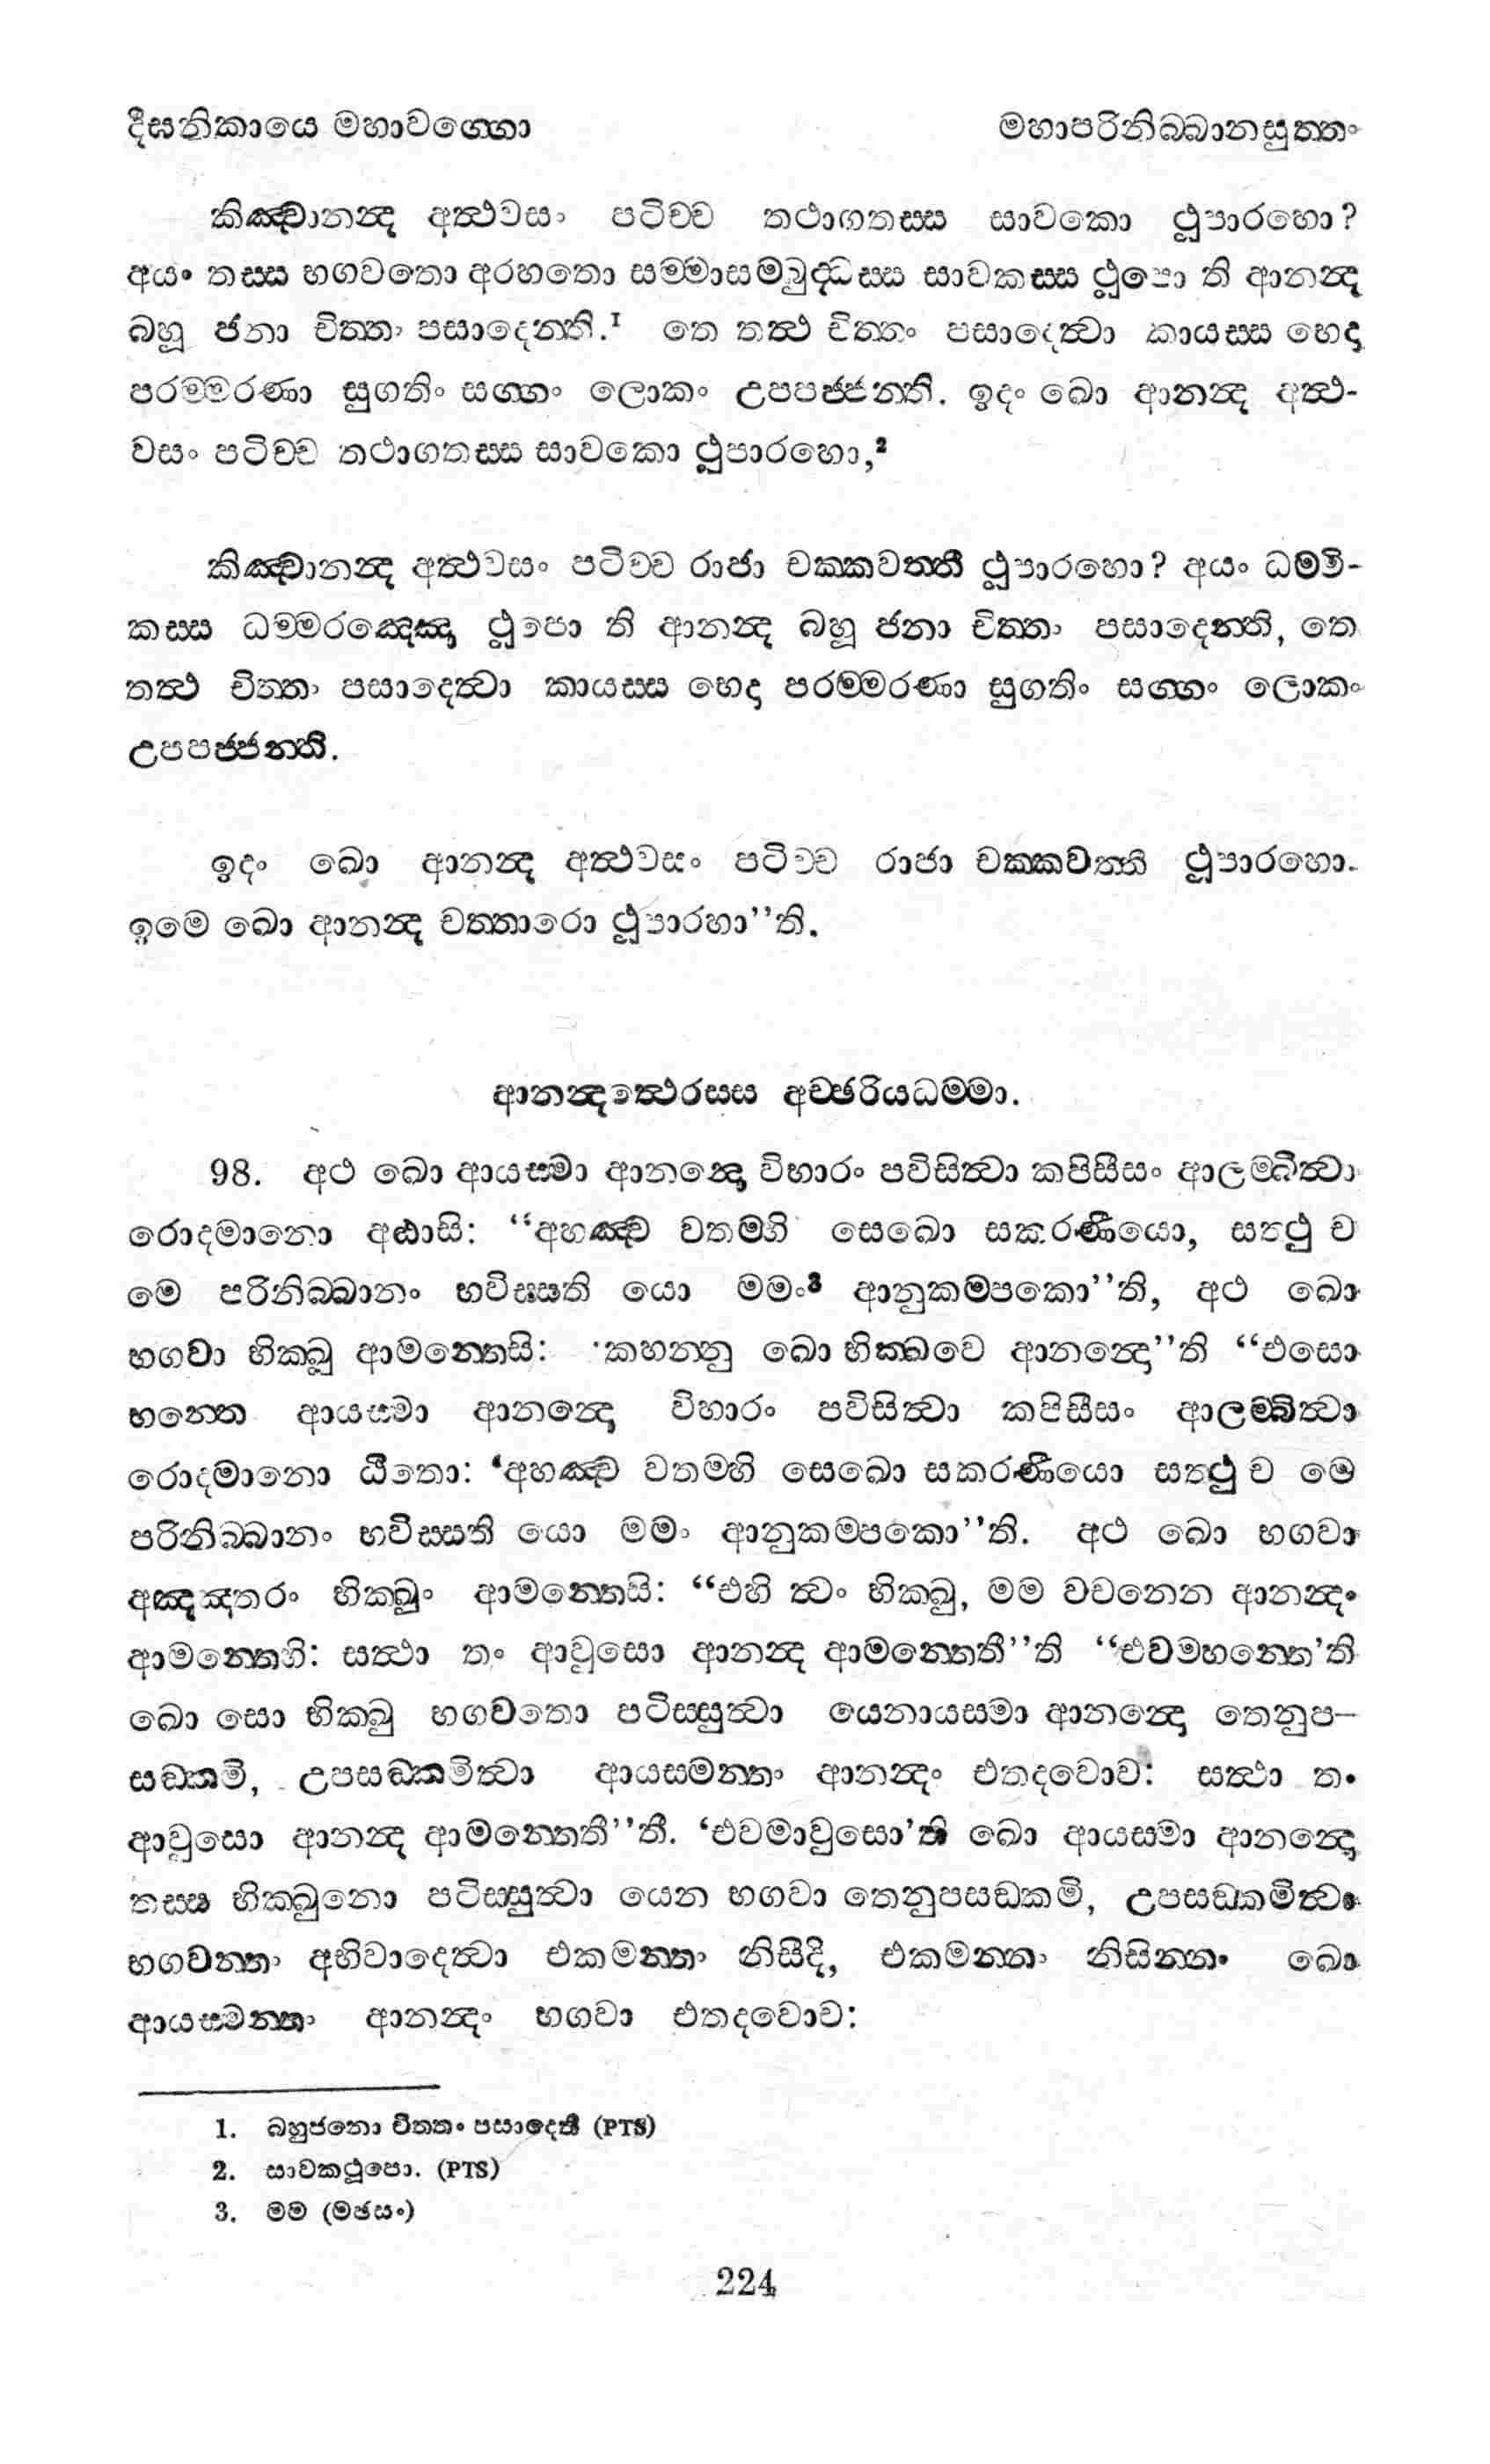 දීඝනිකායෙ මහාවග්ගො
මහාපරිනිබ්බානසුත්තං
කිඤ්චානන්ද අත්ථවසං පටිච්ච තථාගතස්ස සාවකො ථූපාරහො?
අයං තස්ස භගවතො අරහතො සම්මාසම්බුද්ධස්ස සාවකස්ස ථූපො ති ආනන්ද
බහූ ජනා චිත්තං පසාදෙන්ති.¹ තෙ තත්ථ චිත්තං පසාදෙත්වා කායස්ස භෙදා
පරම්මරණා සුගතිං සග්ගං ලොකං උපපජ්ජන්ති. ඉදං ඛො ආනන්ද අත්ථ-
වසං පටිච්ච තථාගතස්ස සාවකො ථූපාරහො,²
කිඤ්චානන්ද අත්ථවසං පටිච්ච රාජා චක්කවත්තී ථූපාරහො? අයං ධම්මි-
කස්ස ධම්මරඤ්ඤො ථූපො ති ආනන්ද බහූ ජනා චිත්තං පසාදෙන්ති, තෙ
තත්ථ චිත්තං පසාදෙත්වා කායස්ස භෙදා පරම්මරණා සුගතිං සග්ගං ලොකං
උපපජ්ජන්ති.
ඉදං ඛො ආනන්ද අත්ථවසං පටිච්ච රාජා චක්කවත්තී ථූපාරහො.
ඉමෙ ඛො ආනන්ද චත්තාරො ථූපාරහා”ති.
ආනන්දත්ථෙරස්ස අච්ඡරියධම්මා.
98. අථ ඛො ආයස්මා ආනන්දො විහාරං පවිසිත්වා කපිසීසං ආලම්බිත්වා
රොදමානො අට්ඨාසි: “අහඤ්ච වතම්හි සෙඛො සකරණීයො, සත්ථු ච
මෙ පරිනිබ්බානං භවිස්සති යො මමං³ ආනුකම්පකො”ති, අථ ඛො
භගවා භික්ඛූ ආමන්තෙසි: ‘කහන්නු ඛො භික්ඛවෙ ආනන්දො”ති “එසො
භන්තෙ ආයස්මා ආනන්දො විහාරං පවිසිත්වා කපිසීසං ආලම්බිත්වා
රොදමානො ඨිතො: ‘අහඤ්ච වතම්හි සෙඛො සකරණීයො සත්ථු ච මෙ
පරිනිබ්බානං භවිස්සති යො මමං ආනුකම්පකො”ති. අථ ඛො භගවා
අඤ්ඤතරං භික්ඛුං ආමන්තෙසි: “එහි ත්වං භික්ඛු, මම වචනෙන ආනන්දං
ආමන්තෙහි: සත්ථා තං ආවුසො ආනන්ද ආමන්තෙතී”ති “එවම්භන්තෙ’ති
ඛො සො භික්ඛු භගවතො පටිස්සුත්වා යෙනායස්මා ආනන්දො තෙනුප-
සඞ්කමි, උපසඞ්කමිත්වා ආයස්මන්තං ආනන්දං එතදවොච: සත්ථා තං
ආවුසො ආනන්ද ආමන්තෙතී”තී. ‘එවමාවුසො’ති ඛො ආයස්මා ආනන්දො
තස්ස භික්ඛුනො පටිස්සුත්වා යෙන භගවා තෙනුපසඞ්කමි, උපසඞ්කමිත්වා
භගවන්තං අභිවාදෙත්වා එකමන්තං නිසීදි, එකමන්තං නිසින්නං ඛො
ආයස්මන්තං ආනන්දං භගවා එතදවොච:
1. බහුජනො චිත්තං පසාදෙති (PTS)
2. සාවකථූපො. (PTS)
3. මම (මඡසං)
224